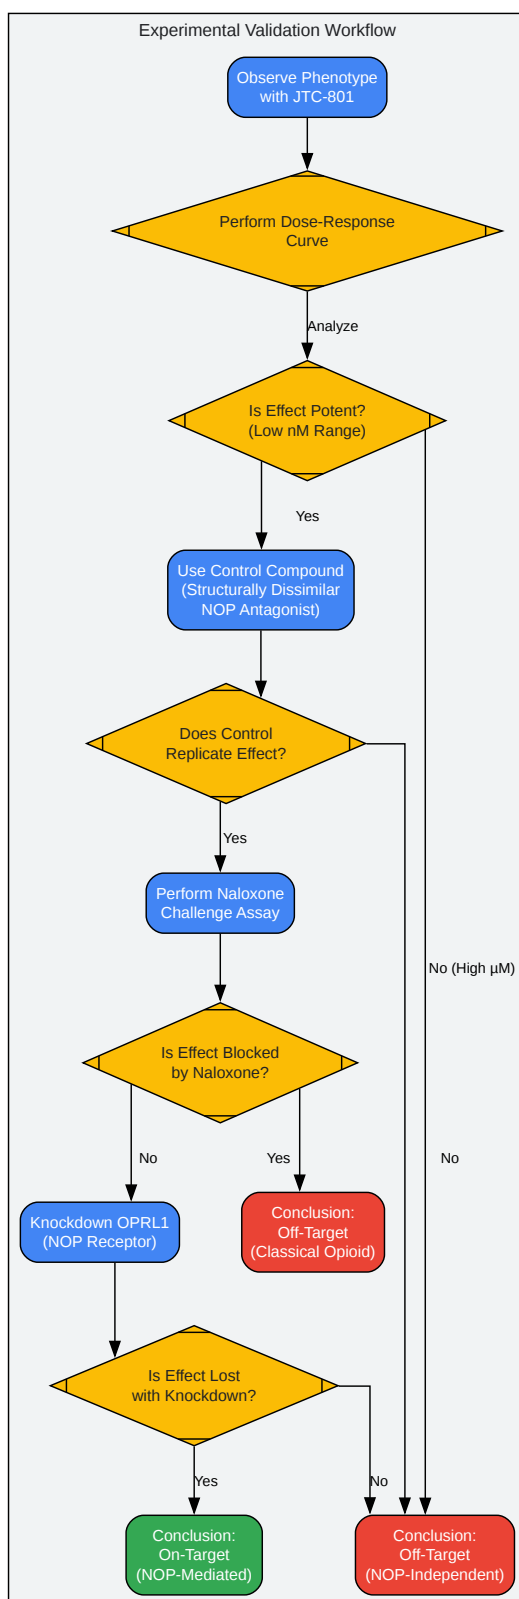 Experimental Validation Workflow
Observe Phenotype
with JTC-801
Perform Dose-Response
Curve
Analyze
Is Effect Potent?
(Low nM Range)
Yes
Use Control Compound
(Structurally Dissimilar
NOP Antagonist)
Does Control
Replicate Effect?
Yes
Perform Naloxone
Challenge Assay
No (High µM)
Is Effect Blocked
by Naloxone?
No
Yes
No
Knockdown OPRL1
(NOP Receptor)
Conclusion:
Off-Target
(Classical Opioid)
Is Effect Lost
with Knockdown?
Yes
No
Conclusion:
On-Target
(NOP-Mediated)
Conclusion:
Off-Target
(NOP-Independent)